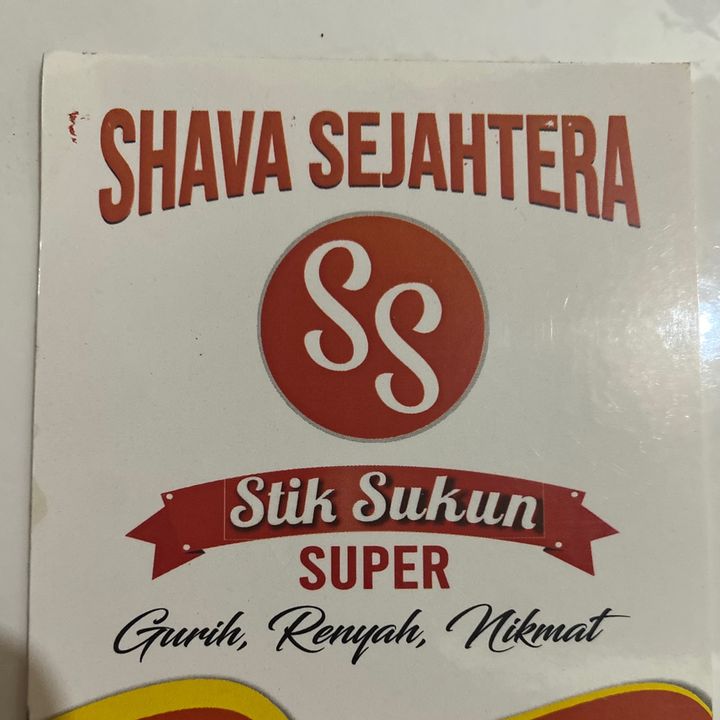 SHAVA SEJAHTERA
SS
Stik Sukun
SUPER
Gurih, Renyah, Nikmat